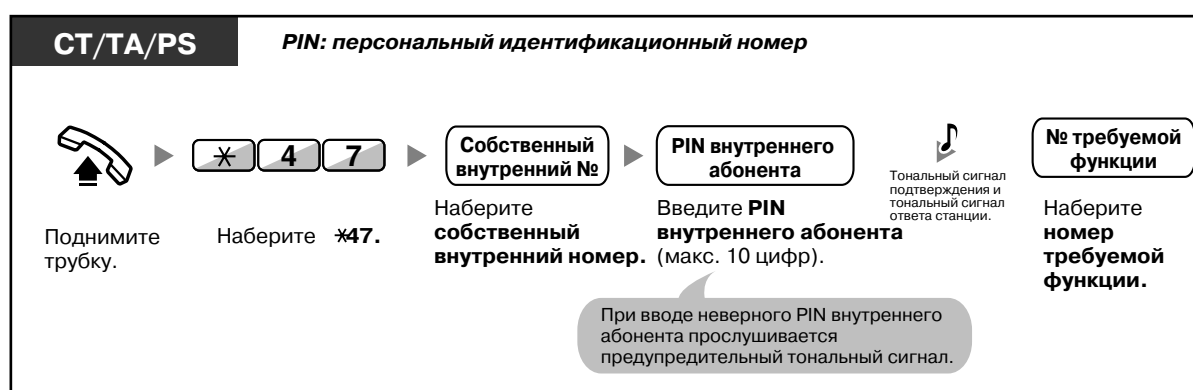 CT/TA/PS
PIN: персональный идентификационный номер
Поднимите
трубку.
✳ 4 7
Наберите ✳47.
Собственный
внутренний №
Наберите
собственный
внутренний номер.
PIN внутреннего
абонента
Введите PIN
внутреннего абонента
(макс. 10 цифр).
При вводе неверного PIN внутреннего
абонента прослушивается
предупредительный тональный сигнал.
Тональный сигнал
подтверждения и
тональный сигнал
ответа станции.
№ требуемой
функции
Наберите
номер
требуемой
функции.